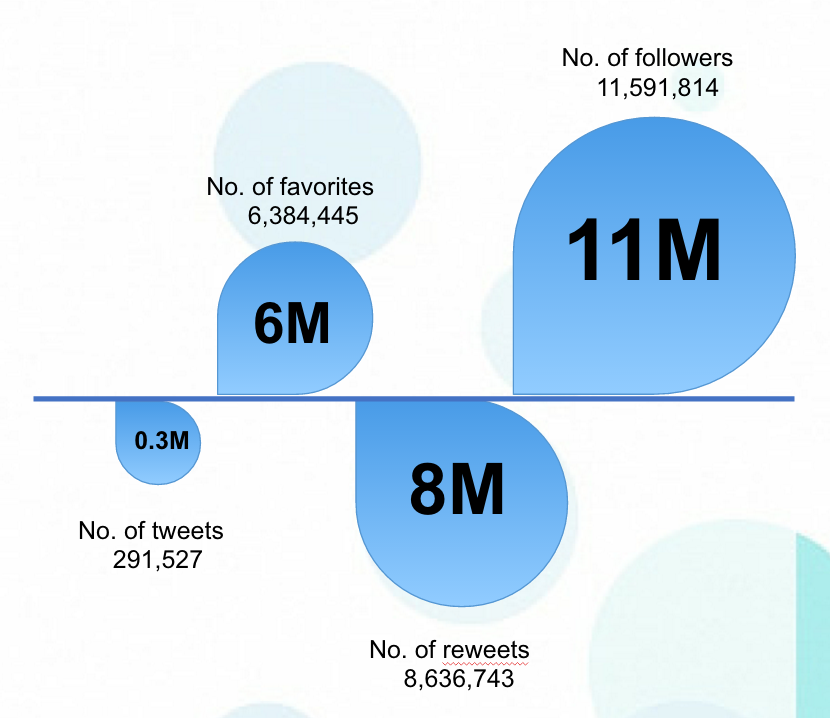 No. of followers
11,591,814
11M
No. of favorites
6,384,445
6M
0.3M
No. of tweets
291,527
8M
No. of reweets
8,636,743